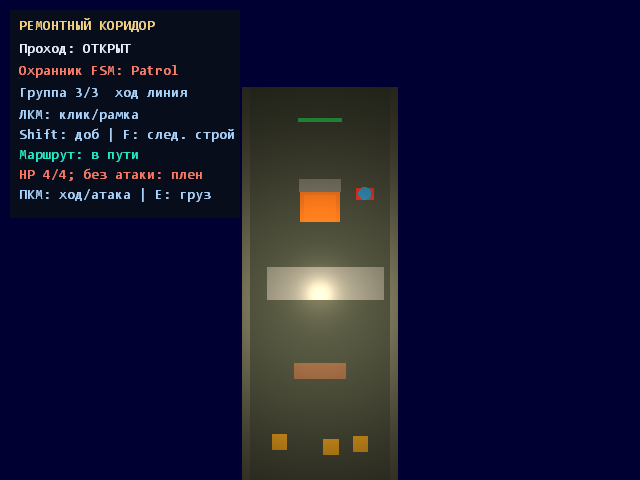 РЕМОНТНЫЙ КОРИДОР
Проход: ОТКРЫТ
Охранник FSM: Patrol
Группа 3/3 ход линия
ЛКМ: клик/рамка
Shift: доб | F: след. строй
Маршрут: в пути
HP 4/4; без атаки: плен
ПКМ: ход/атака | E: груз